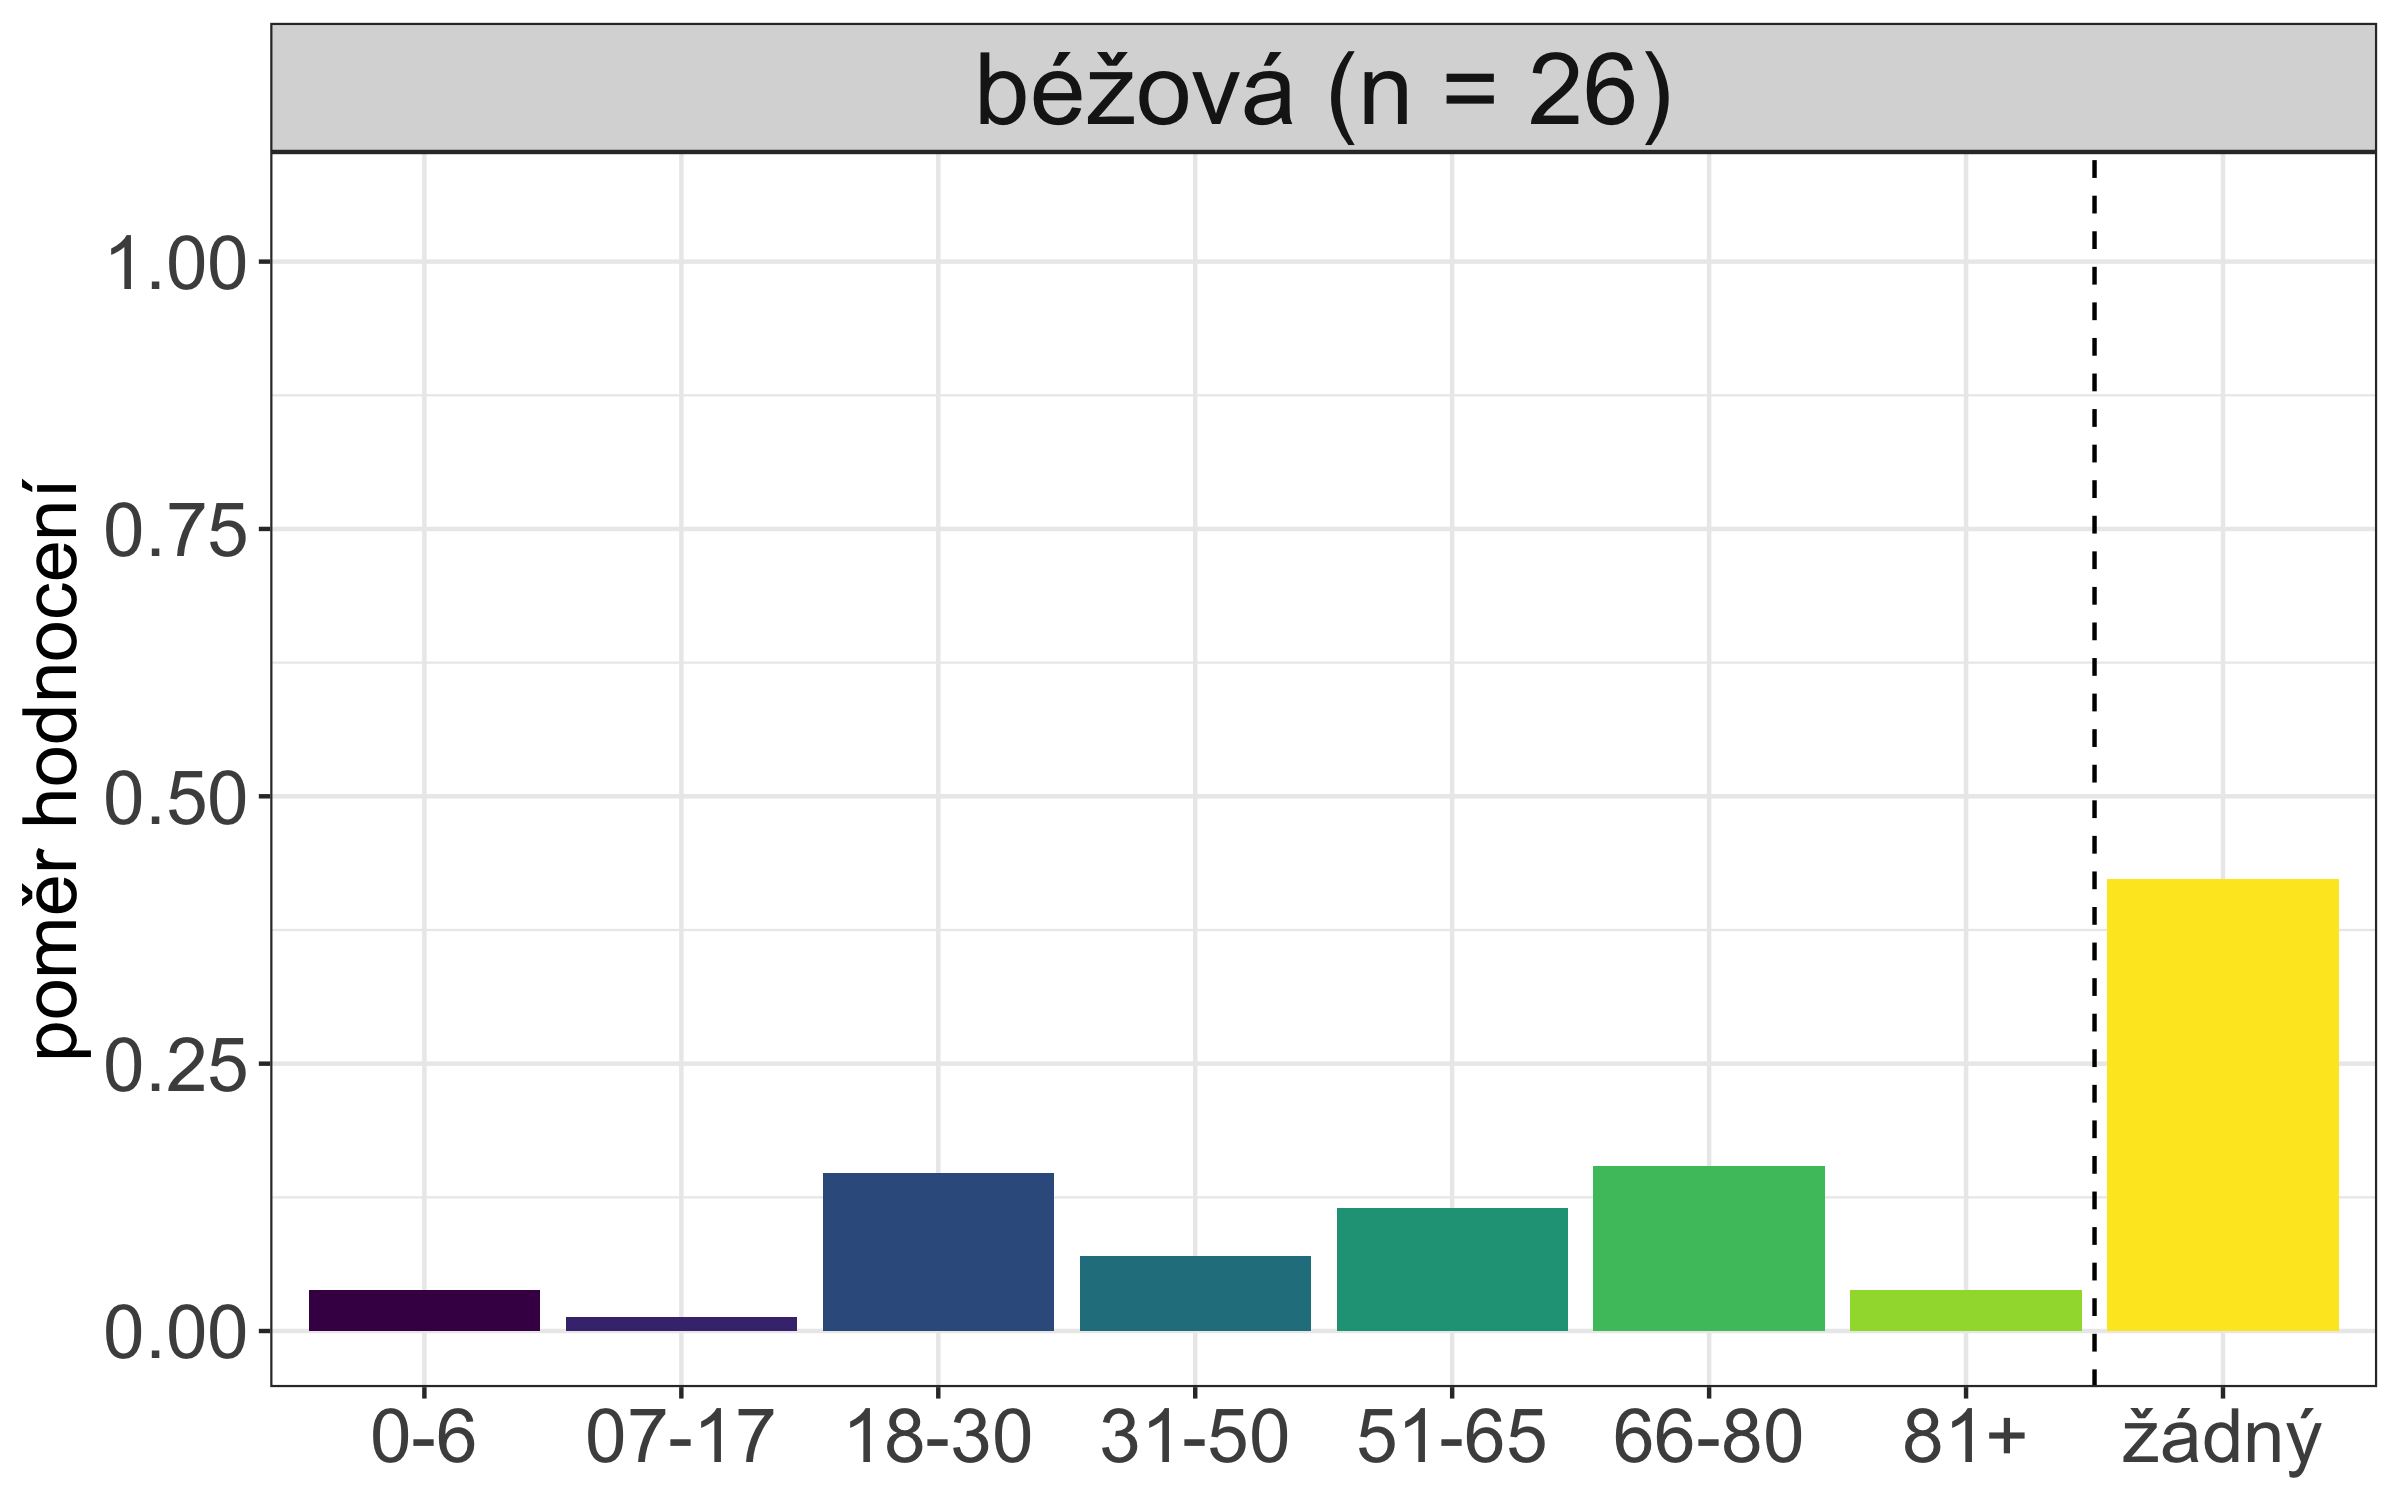 béžová (n = 26)
poměr hodnocení
1.00
0.75
0.50
0.25
0.00
0-6 07-17 18-30 31-50 51-65 66-80 81+ žádný